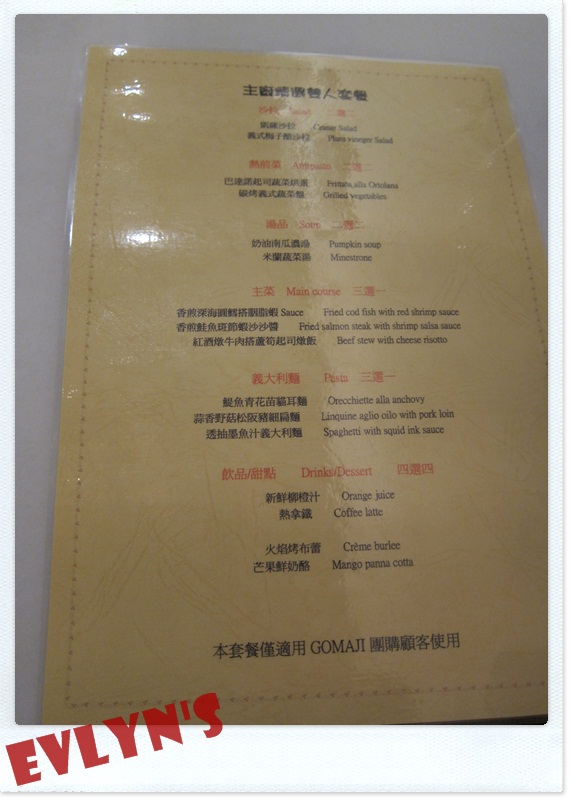 主廚推薦雙人套餐
沙拉 Salad 二選二
凱薩沙拉 Caesar Salad
義式梅子醋沙拉 Plum vinegar Salad
熱前菜 Antipasto 二選二
巴達諾起司蔬菜烘蛋 Frittata alla Ortolana
碳烤義式蔬菜盤 Grilled vegetables
湯品 Soup 二選二
奶油南瓜濃湯 Pumpkin soup
米蘭蔬菜湯 Minestrone
主菜 Main course 三選一
香煎深海圓鱈搭胭脂蝦 Sauce Fried cod fish with red shrimp sauce
香煎鮭魚斑節蝦沙沙醬 Fried salmon steak with shrimp salsa sauce
紅酒燉牛肉搭蘆筍起司燉飯 Beef stew with cheese risotto
義大利麵 Pasta 三選一
鯷魚青花苗貓耳麵 Orecchiette alla anchovy
蒜香野菇松阪豬細扁麵 Linquine aglio oilo with pork loin
透抽墨魚汁義大利麵 Spaghetti with squid ink sauce
飲品/甜點 Drinks/Dessert 四選四
新鮮柳橙汁 Orange juice
熱拿鐵 Coffee latte
火焰烤布蕾 Crème burlee
芒果鮮奶酪 Mango panna cotta
本套餐僅適用 GOMAJI 團購顧客使用
EVLYN'S